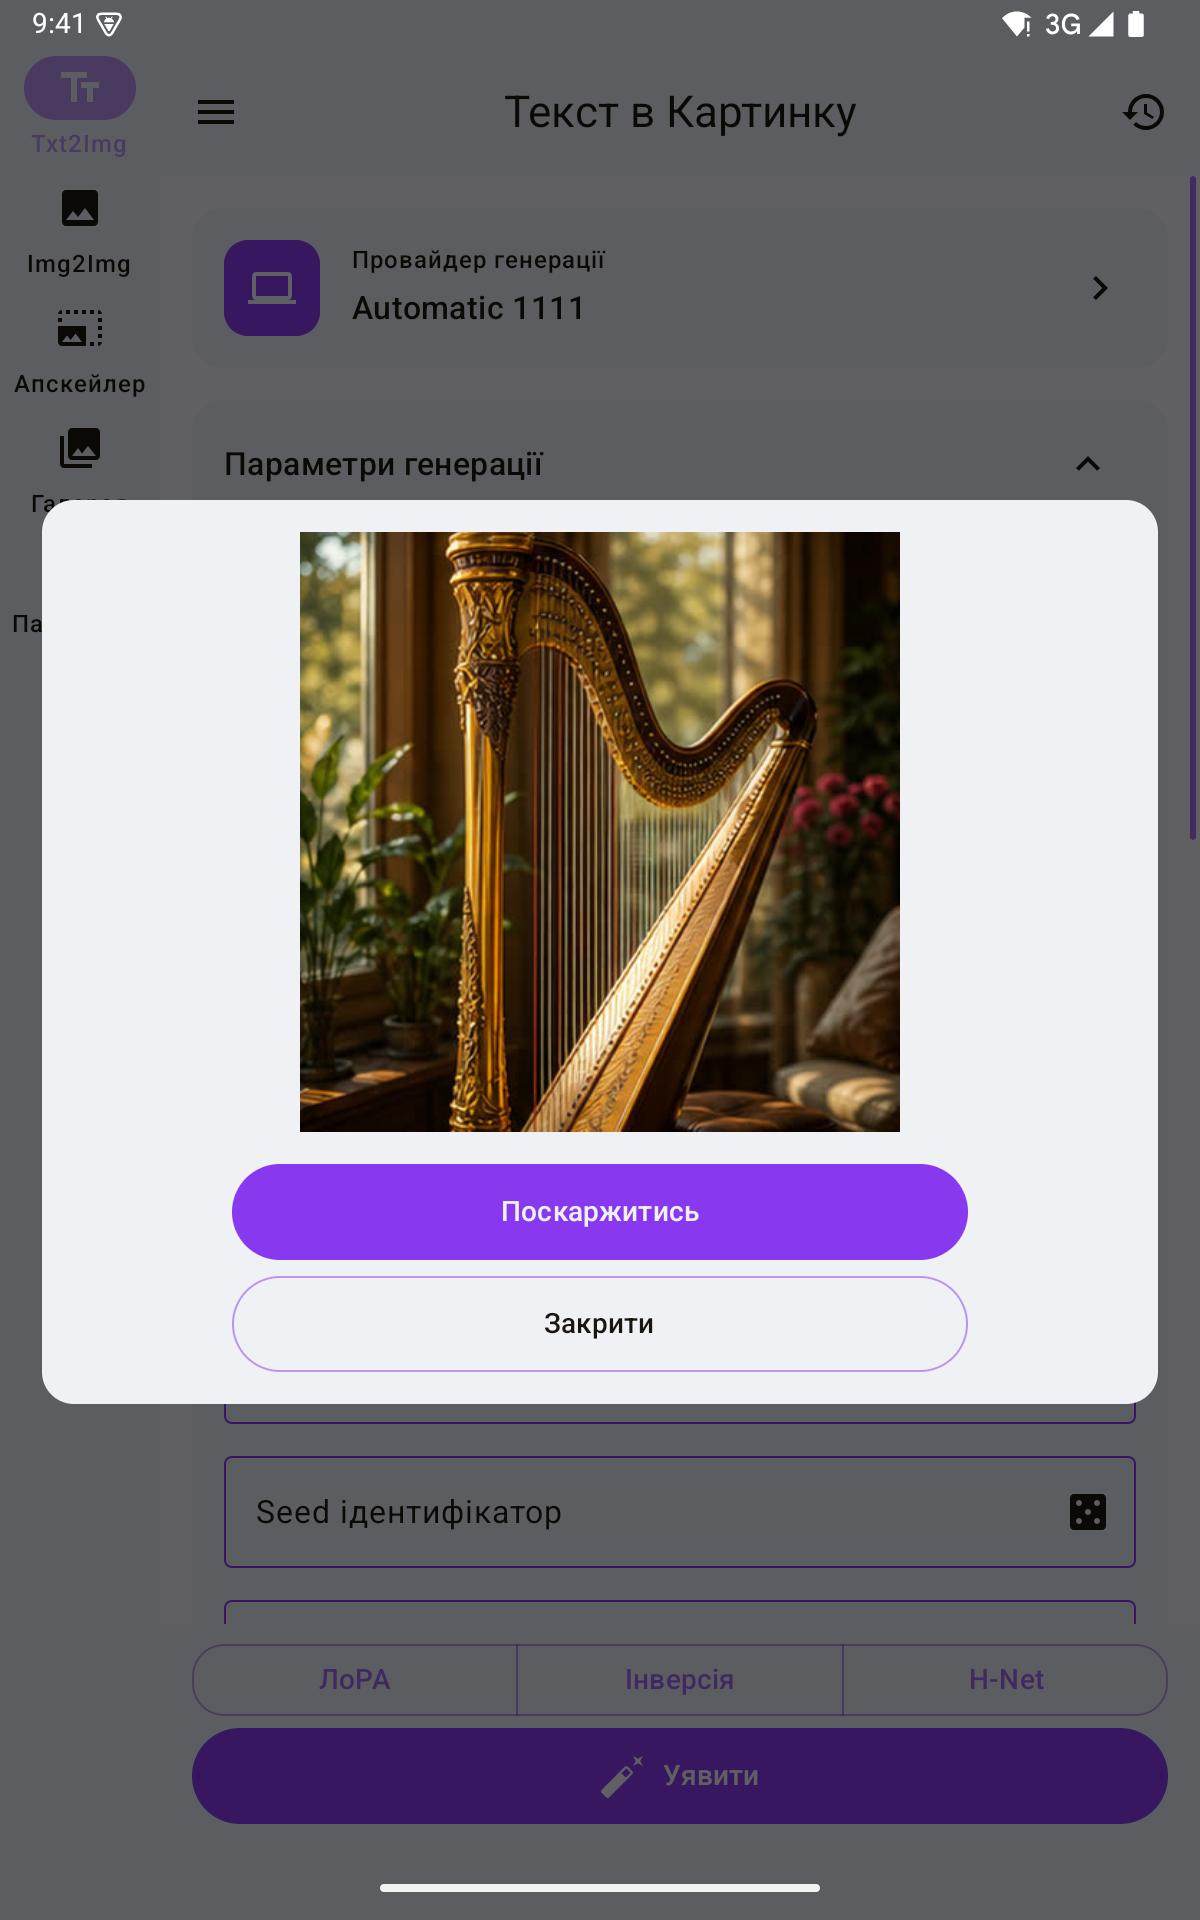 9:41
3G
Txt2Img
Текст в Картинку
Img2Img
Провайдер генерації
Automatic 1111
Апскейлер
Параметри генерації
Поскаржитись
Закрити
Seed ідентифікатор
ЛоРА
Інверсія
H-Net
Уявити